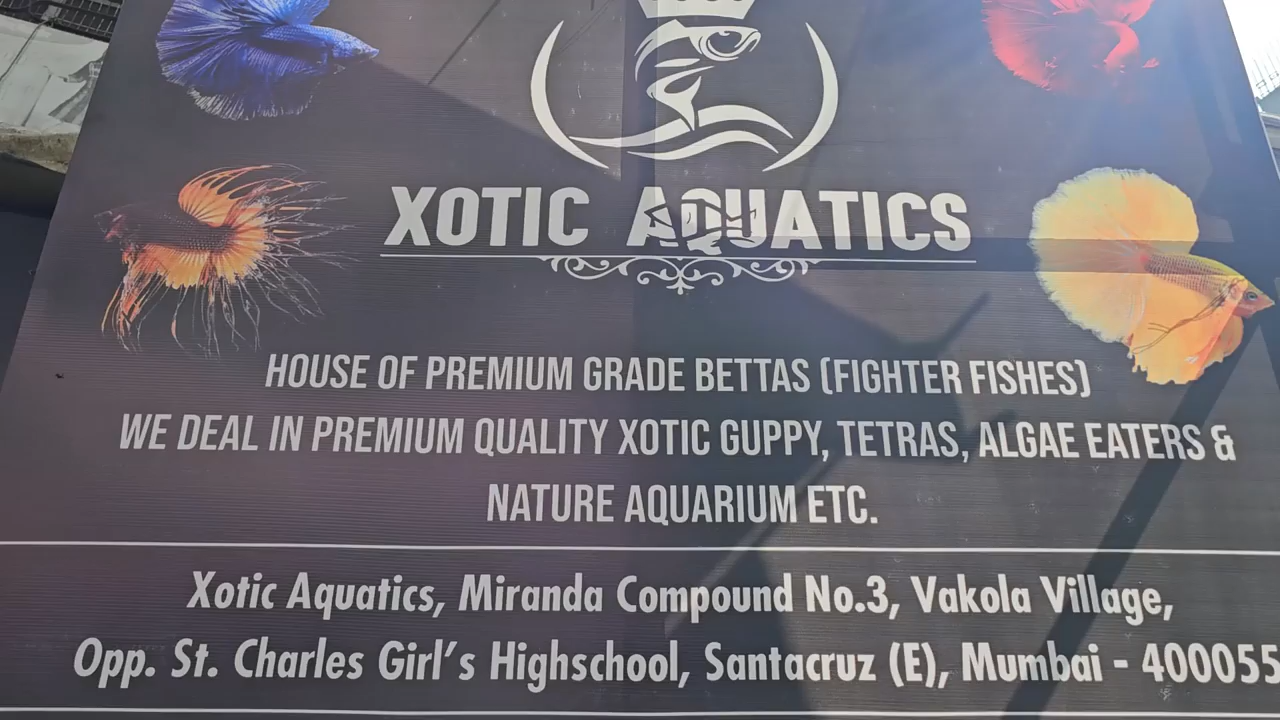 XOTIC AQUATICS
HOUSE OF PREMIUM GRADE BETTAS (FIGHTER FISHES)
WE DEAL IN PREMIUM QUALITY XOTIC GUPPY, TETRAS, ALGAE EATERS &
NATURE AQUARIUM ETC.
Xotic Aquatics, Miranda Compound No.3, Vakola Village,
Opp. St. Charles Girl's Highschool, Santacruz (E), Mumbai - 400055